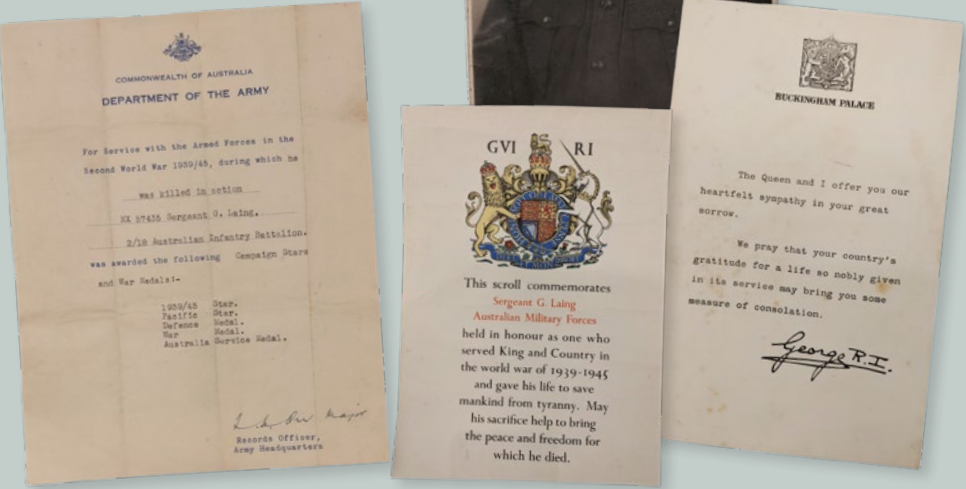 COMMONWEALTH OF AUSTRALIA
DEPARTMENT OF THE ARMY
For Service with the Armed Forces in the
Second World War 1939/45, during which he
was killed in action
NX 57435 Sergeant G. Laing.
2/18 Australian Infantry Battalion.
was awarded the following Campaign Stars
and War Medals:-
1939/45 Star.
Pacific Star.
Defence Medal.
War Medal.
Australia Service Medal.
Major
Records Officer,
Army Headquarters
GVI RI
This scroll commemorates
Sergeant G. Laing
Australian Military Forces
held in honour as one who
served King and Country in
the world war of 1939-1945
and gave his life to save
mankind from tyranny. May
his sacrifice help to bring
the peace and freedom for
which he died.
BUCKINGHAM PALACE
The Queen and I offer you our
heartfelt sympathy in your great
sorrow.
We pray that your country's
gratitude for a life so nobly given
in its service may bring you some
measure of consolation.
George R.I.